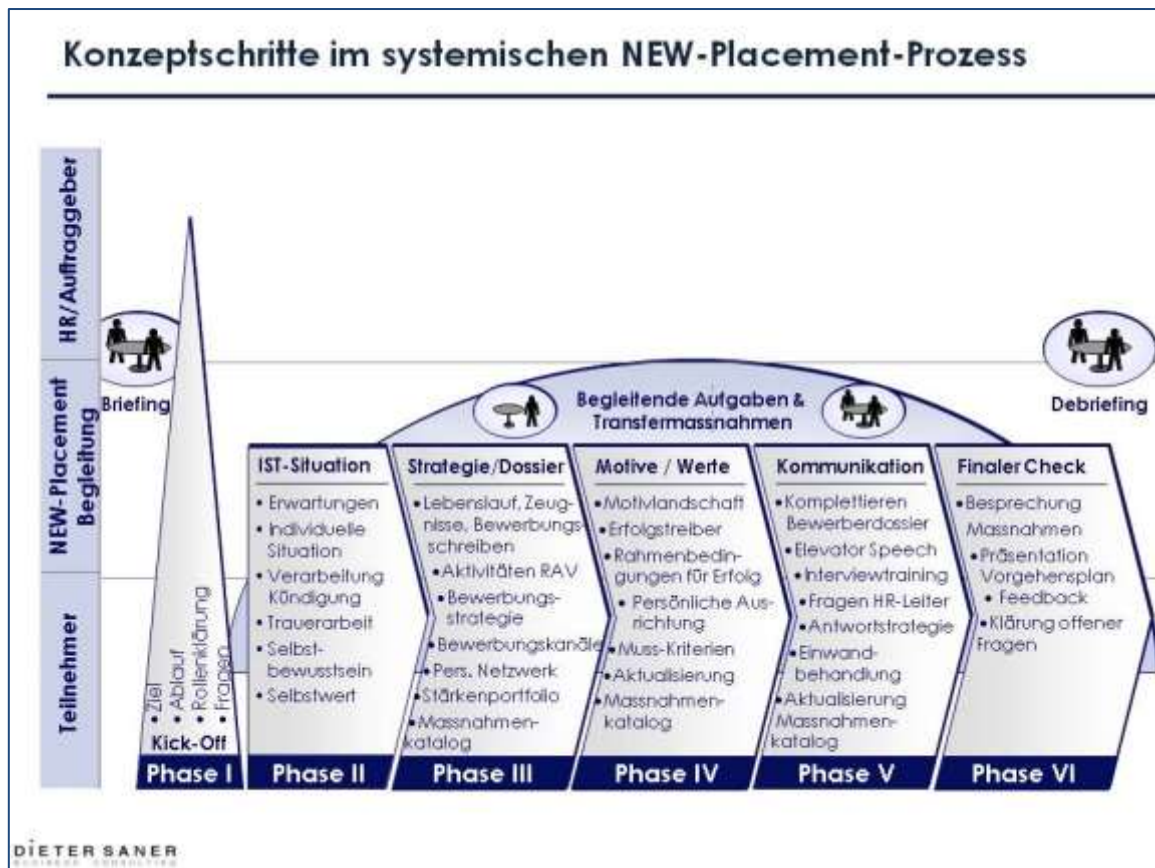 Konzeptschritte im systemischen NEW-Placement-Prozess
HR/Auftraggeber
NEW-Placement
Begleitung
Teilnehmer
Briefing
Begleitende Aufgaben &
Transfermassnahmen
Debriefing
• Ziel
• Ablauf
• Rollenklärung
• Fragen
Kick-Off
Phase I
IST-Situation
• Erwartungen
• Individuelle
Situation
• Verarbeitung
Kündigung
• Trauerarbeit
• Selbst-
bewusstsein
• Selbstwert
Phase II
Strategie/Dossier
• Lebenslauf, Zeug-
nisse, Bewerbungs-
schreiben
• Aktivitäten RAV
• Bewerbungs-
strategie
• Bewerbungskanäle
• Pers. Netzwerk
• Stärkenportfolio
• Massnahmen-
katalog
Phase III
Motive / Werte
• Motivlandschaft
• Erfolgstreiber
• Rahmenbedin-
gungen für Erfolg
• Persönliche Aus-
richtung
• Muss-Kriterien
• Aktualisierung
• Massnahmen-
katalog
Phase IV
Kommunikation
• Komplettieren
Bewerberdossier
• Elevator Speech
• Interviewtraining
• Fragen HR-Leiter
• Antwortstrategie
• Einwand-
behandlung
• Aktualisierung
Massnahmen-
katalog
Phase V
Finaler Check
• Besprechung
Massnahmen
• Präsentation
Vorgehensplan
• Feedback
• Klärung offener
Fragen
Phase VI
DIETER SANER
BUSINESS CONSULTING